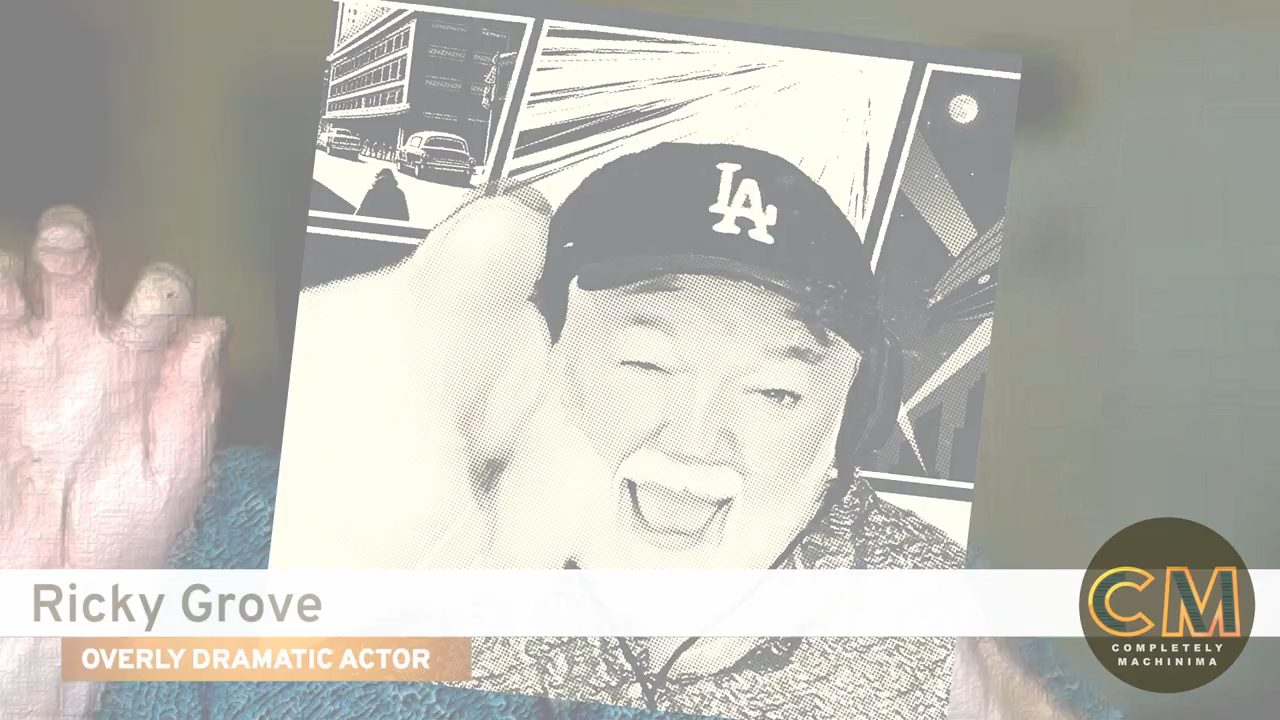 LA
Ricky Grove
OVERLY DRAMATIC ACTOR
CM
COMPLETELY
MACHINIMA